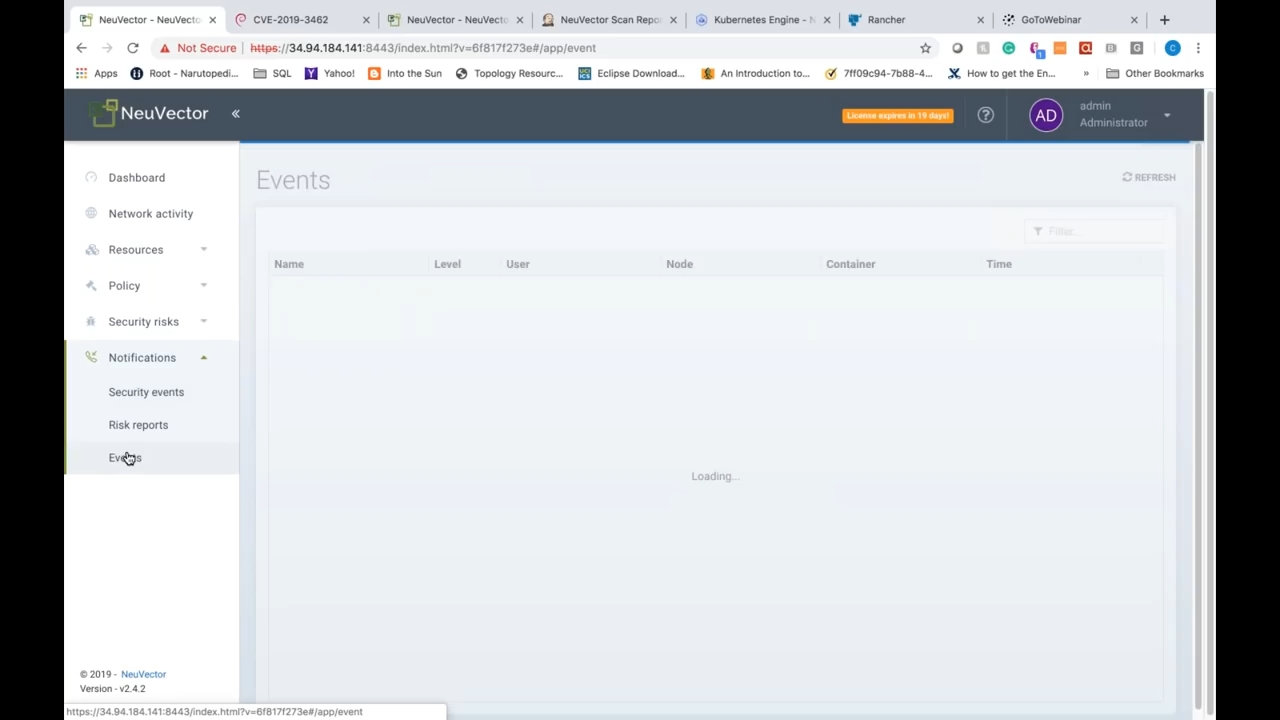 NeuVector - NeuVecto
CVE-2019-3462
NeuVector - NeuVecto
NeuVector Scan Repo
Kubernetes Engine - N
Rancher
GoToWebinar
Not Secure
https://34.94.184.141:8443/index.html?v=6f817f273e#/app/event
Apps
Root - Narutopedi...
SQL
Yahoo!
Into the Sun
Topology Resourc...
Eclipse Download...
An Introduction to...
7ff09c94-7b88-4...
How to get the En...
»
Other Bookmarks
NeuVector
«
License expires in 19 days!
AD
admin
Administrator
Dashboard
Network activity
Resources
Policy
Security risks
Notifications
Security events
Risk reports
Events
Events
REFRESH
Filter...
Name Level User Node Container Time
Loading...
© 2019 - NeuVector
Version - v2.4.2
https://34.94.184.141:8443/index.html?v=6f817f273e#/app/event